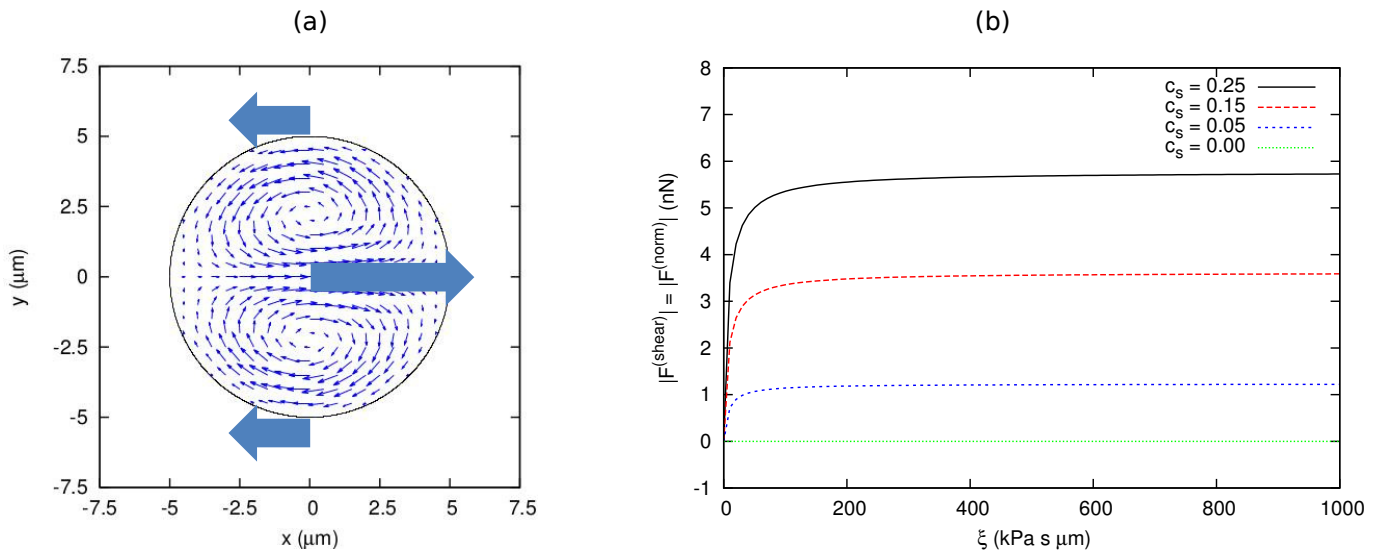 (a)
7.5
5
2.5
0
-2.5
-5
-7.5
-7.5 -5 -2.5 0 2.5 5 7.5
y (μm)
x (μm)
(b)
8
7
6
5
4
3
2
1
0
-1
0 200 400 600 800 1000
|F(shear)| = |F(norm)| (nN)
ξ (kPa s μm)
cs = 0.25
cs = 0.15
cs = 0.05
cs = 0.00